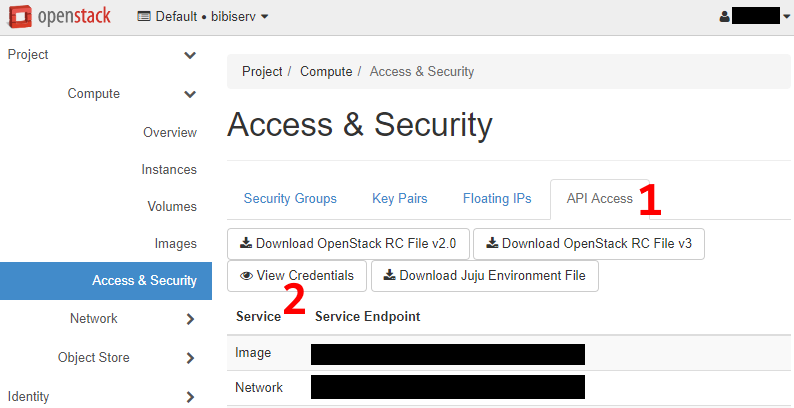 openstack Default • bibiserv
Project
Compute
Overview
Instances
Volumes
Images
Access & Security
Network
Object Store
Identity
Project / Compute / Access & Security
Access & Security
Security Groups Key Pairs Floating IPs API Access 1
Download OpenStack RC File v2.0 Download OpenStack RC File v3
View Credentials Download Juju Environment File
2
Service Service Endpoint
Image
Network